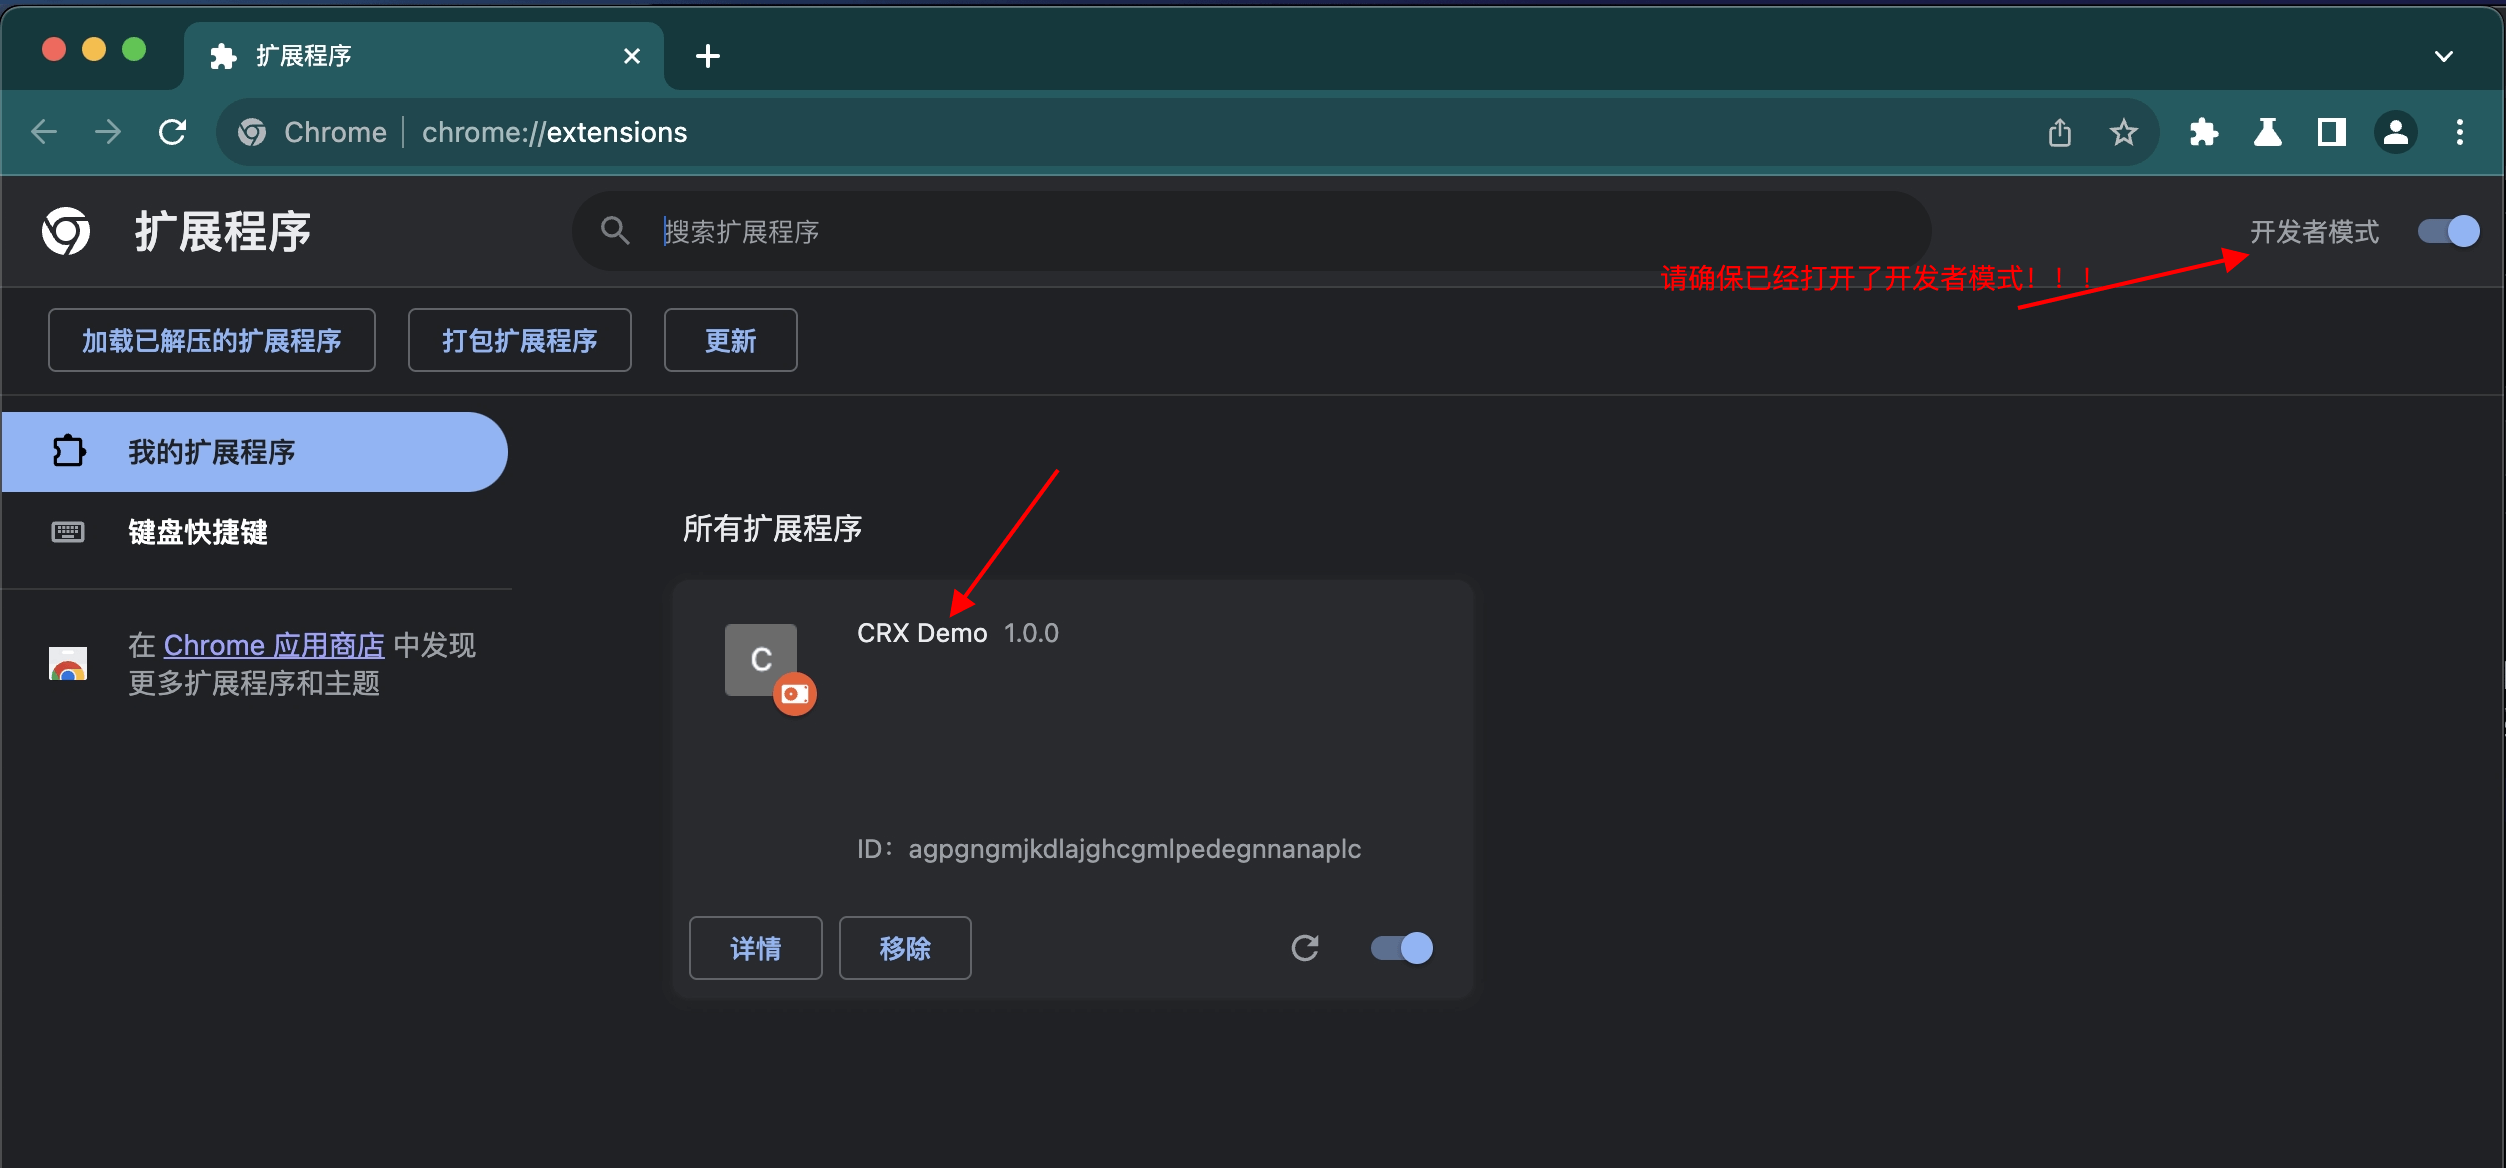 扩展程序
Chrome
chrome://extensions
扩展程序
搜索扩展程序
开发者模式
请确保已经打开了开发者模式！！！
加载已解压的扩展程序
打包扩展程序
更新
我的扩展程序
键盘快捷键
在 Chrome 应用商店 中发现
更多扩展程序和主题
所有扩展程序
C
CRX Demo 1.0.0
ID：agpgngmjkdlajghcgmlpedegnnanaplc
详情
移除